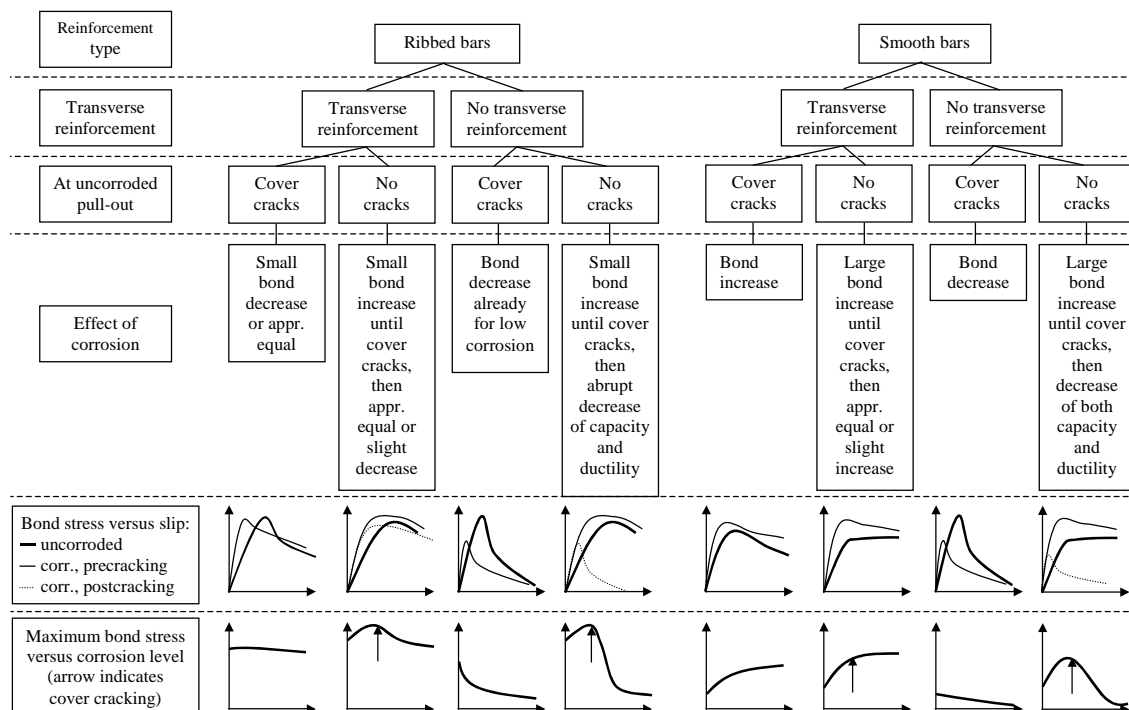 Reinforcement
type
Ribbed bars
Smooth bars
Transverse
reinforcement
Transverse
reinforcement
No transverse
reinforcement
Transverse
reinforcement
No transverse
reinforcement
At uncorroded
pull-out
Cover
cracks
No
cracks
Cover
cracks
No
cracks
Cover
cracks
No
cracks
Cover
cracks
No
cracks
Effect of
corrosion
Small
bond
decrease
or appr.
equal
Small
bond
increase
until
cover
cracks,
then
appr.
equal or
slight
decrease
Bond
decrease
already
for low
corrosion
Small
bond
increase
until cover
cracks,
then
abrupt
decrease
of capacity
and
ductility
Bond
increase
Large
bond
increase
until
cover
cracks,
then
appr.
equal or
slight
increase
Bond
decrease
Large
bond
increase
until cover
cracks,
then
decrease
of both
capacity
and
ductility
Bond stress versus slip:
uncorroded
corr., precracking
corr., postcracking
Maximum bond stress
versus corrosion level
(arrow indicates
cover cracking)